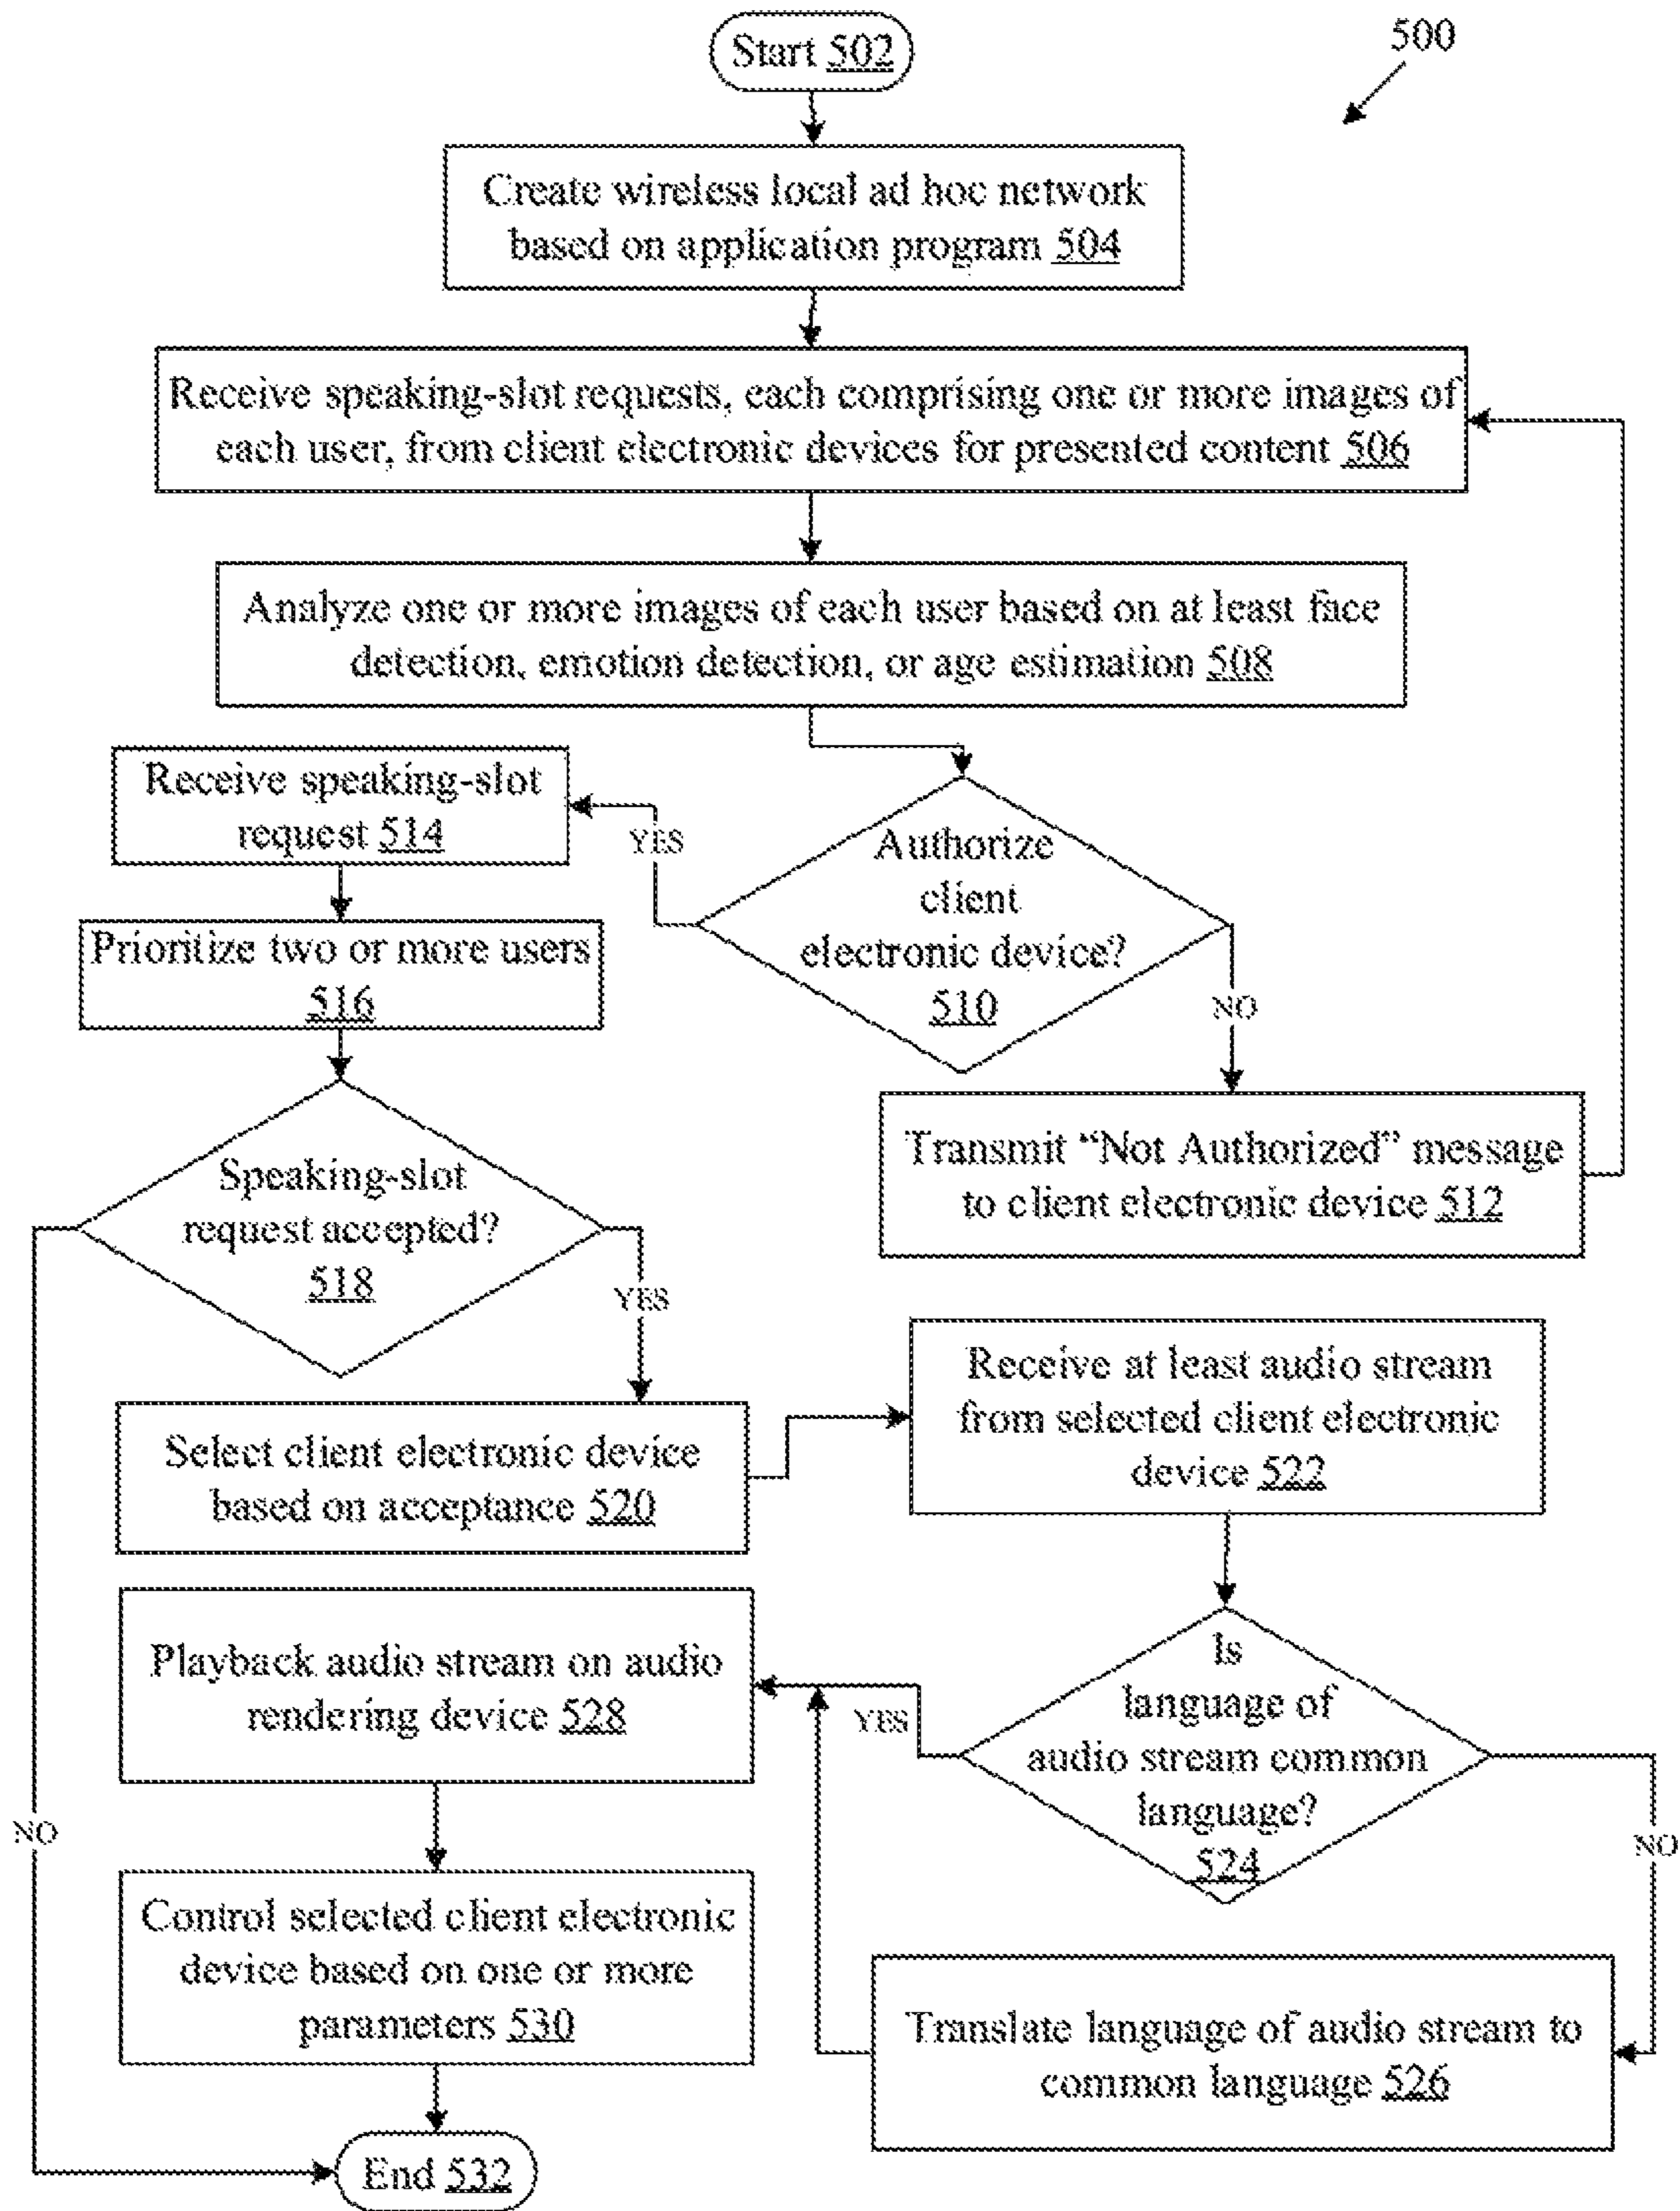 Start 502
500
Create wireless local ad hoc network
based on application program 504
Receive speaking-slot requests, each comprising one or more images of
each user, from client electronic devices for presented content 506
Analyze one or more images of each user based on at least face
detection, emotion detection, or age estimation 508
Receive speaking-slot
request 514
YES
Authorize
client
electronic device?
510
NO
Prioritize two or more users
516
Transmit “Not Authorized” message
to client electronic device 512
Speaking-slot
request accepted?
518
YES
NO
Select client electronic device
based on acceptance 520
Receive at least audio stream
from selected client electronic
device 522
Is
language of
audio stream common
language?
524
YES
NO
Playback audio stream on audio
rendering device 528
Translate language of audio stream to
common language 526
Control selected client electronic
device based on one or more
parameters 530
End 532